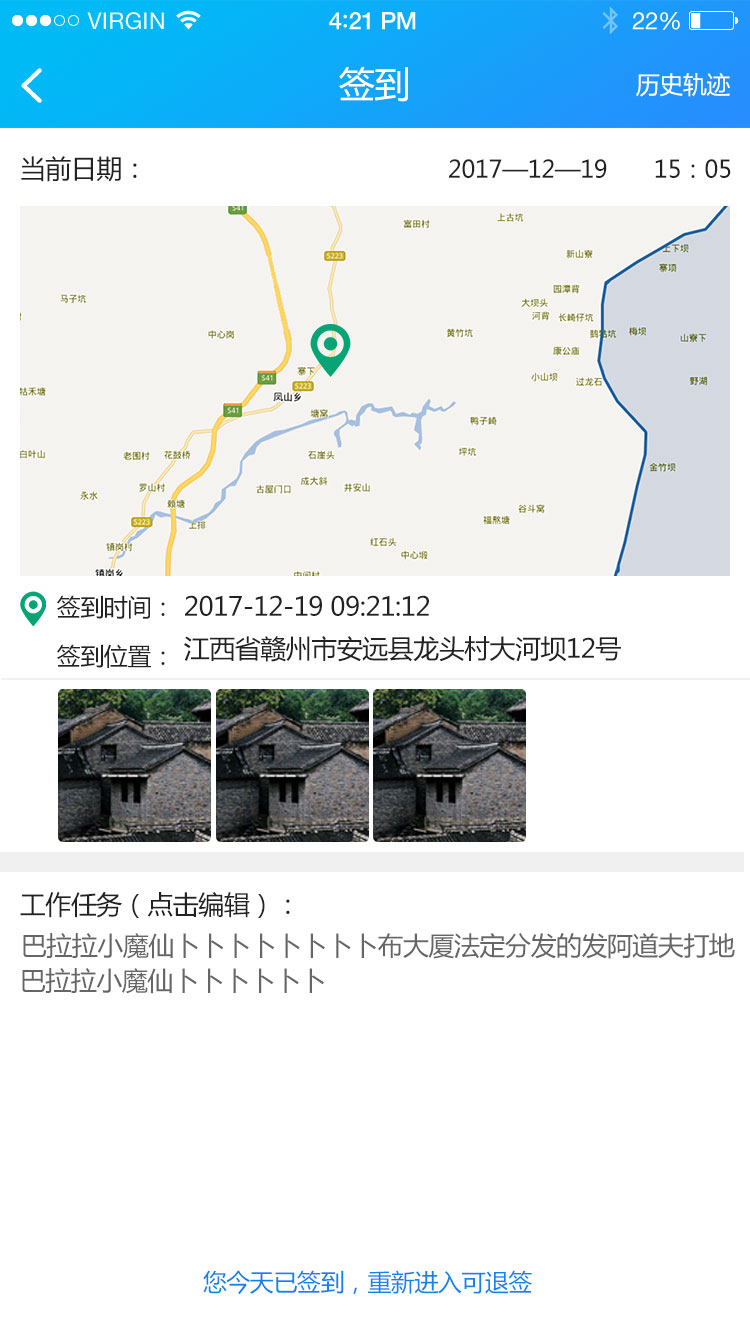 VIRGIN 4:21 PM 22%
签到 历史轨迹
当前日期： 2017—12—19 15：05
S41
上古坑
富田村
上下坝
新山寮
S223
寨项
园潭背
马子坑
大坝头
河背 长崎仔坑
中心岗
黄竹坑
鹅牯坑 梅坝
山寮下
康公庙
寨下
S41
小山坝 过龙石
野湖
S223
牯禾塘
凤山乡
S41
塘窝
鸭子崎
白叶山
老围村 花鼓桥
石崖头
坪坑
金竹坝
成大斜
罗山村
古屋门口
井安山
永水
赖塘
谷斗窝
S223
上排
福熬塘
镇岗村
红石头
中心塅
镇岗乡
中间村
签到时间： 2017-12-19 09:21:12
签到位置： 江西省赣州市安远县龙头村大河坝12号
工作任务（点击编辑）：
巴拉拉小魔仙卜卜卜卜卜卜卜卜布大厦法定分发的发阿道夫打地
巴拉拉小魔仙卜卜卜卜卜卜
您今天已签到，重新进入可退签